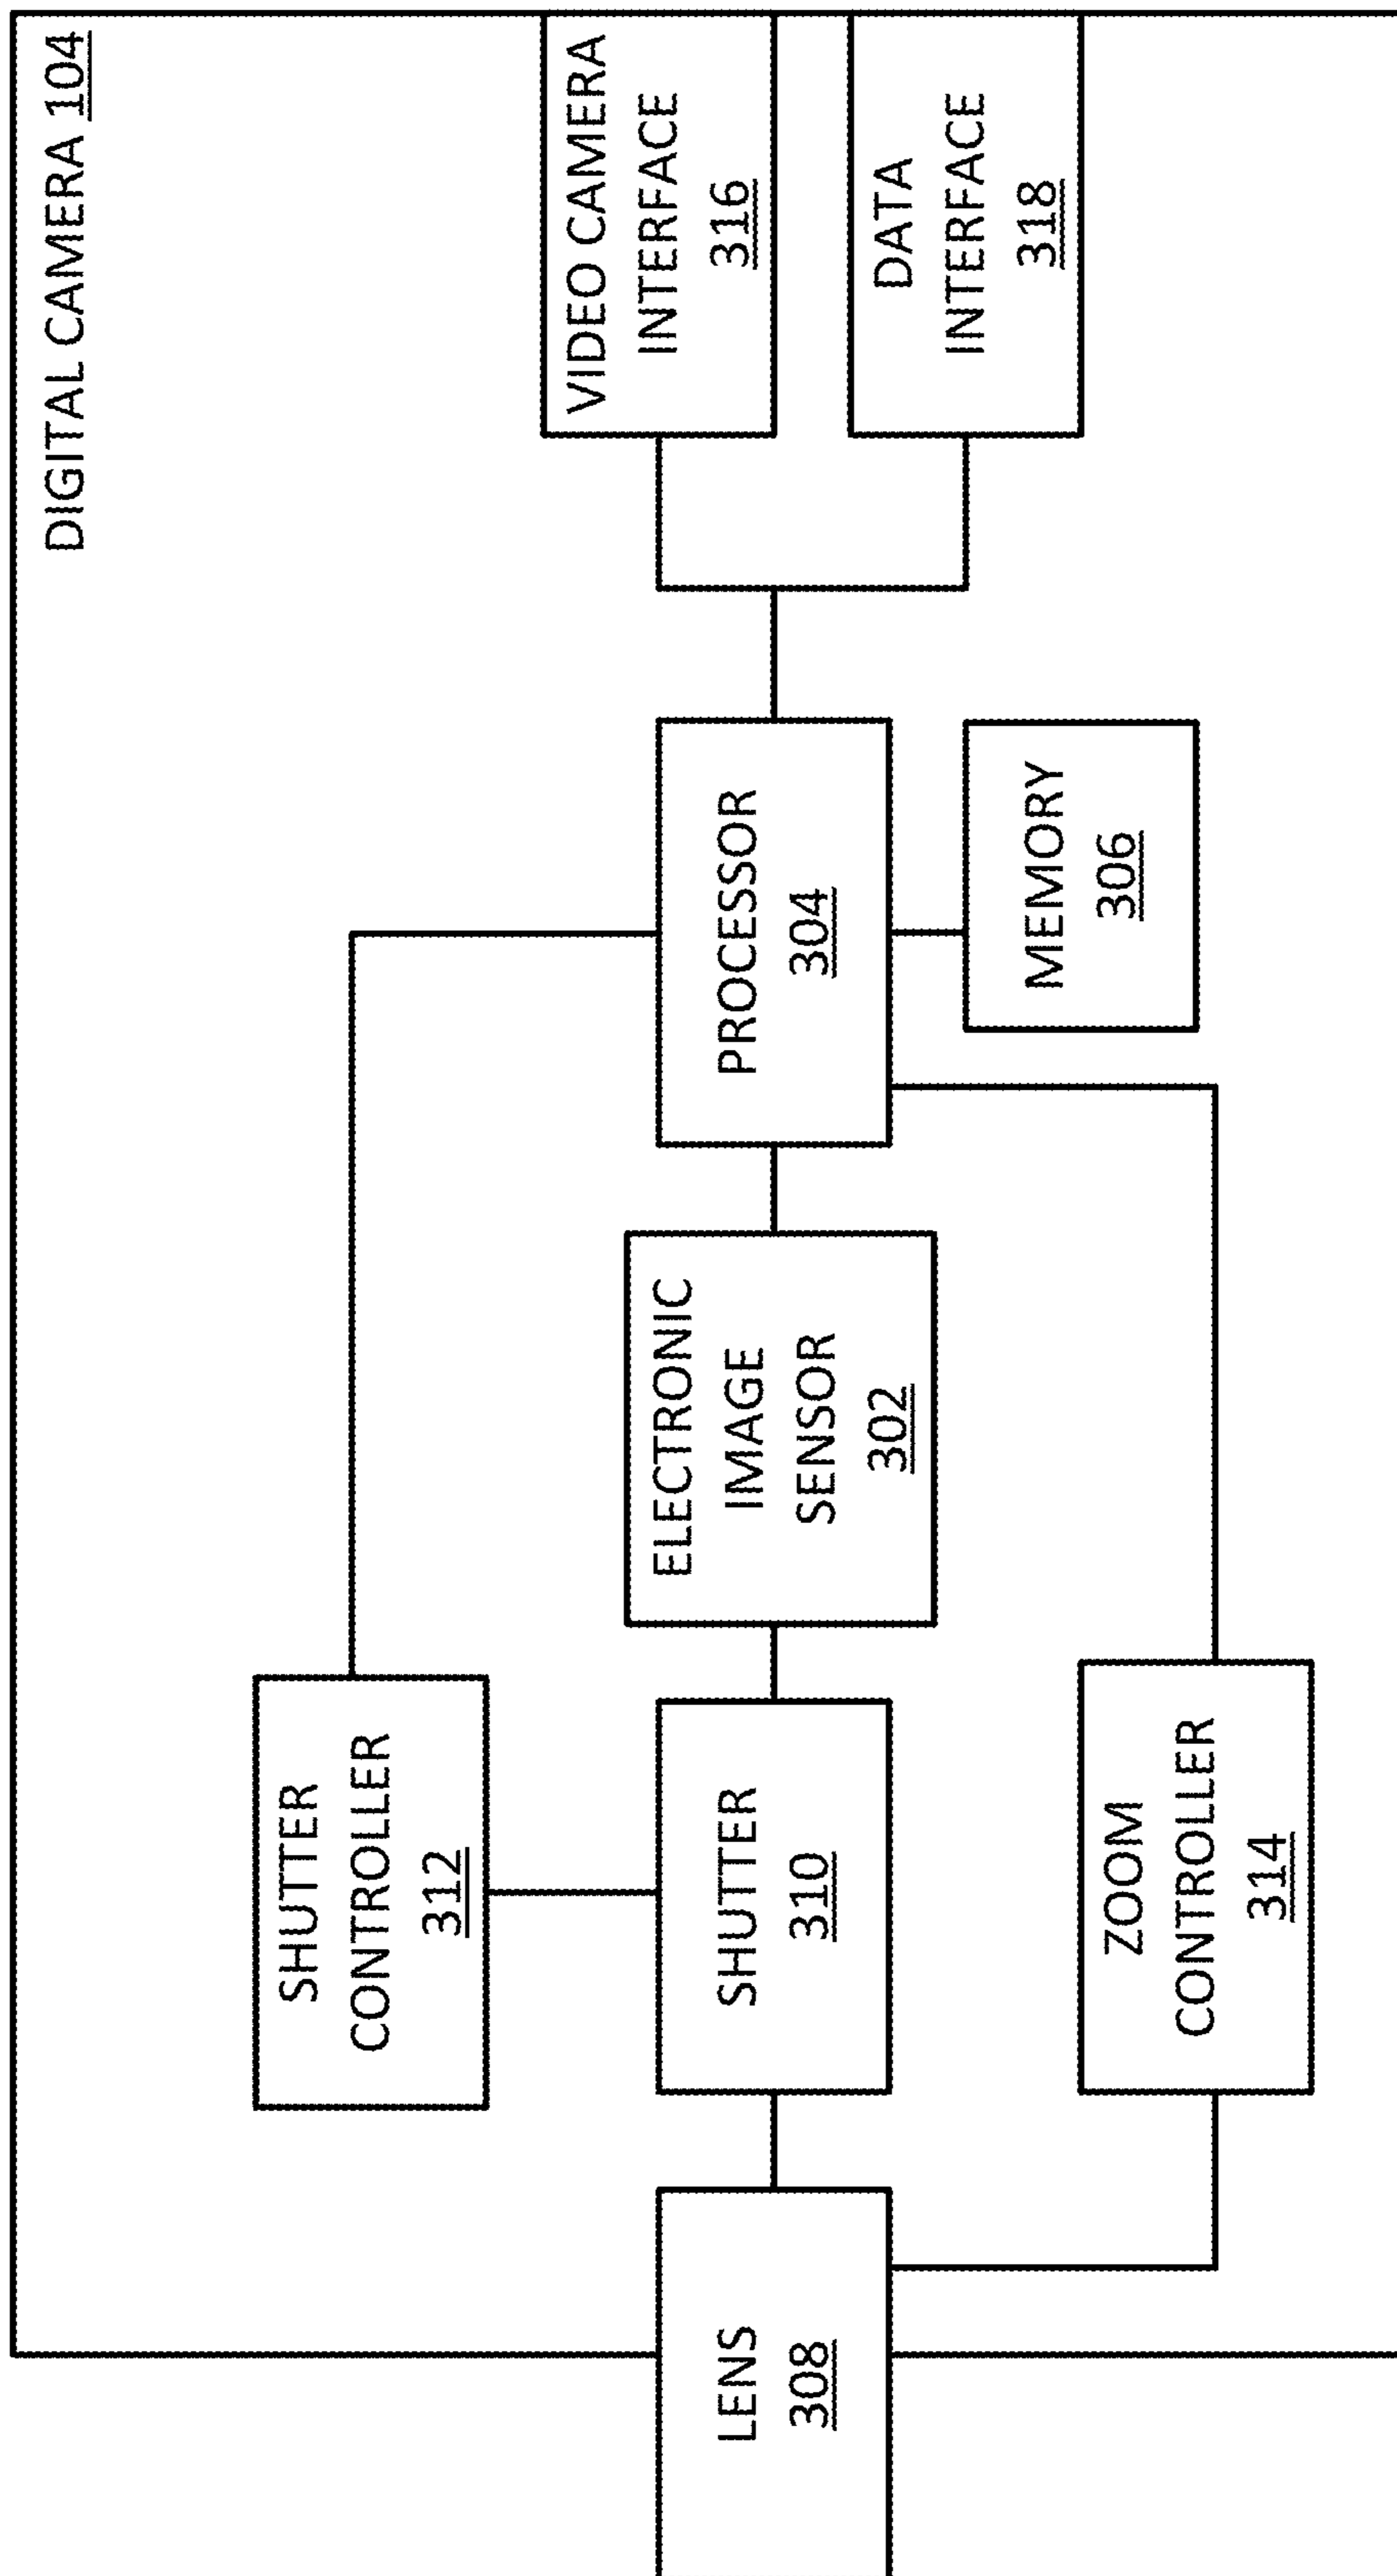 DIGITAL CAMERA 104
SHUTTER
CONTROLLER
312
VIDEO CAMERA
INTERFACE
316
LENS
308
SHUTTER
310
ELECTRONIC
IMAGE
SENSOR
302
PROCESSOR
304
DATA
INTERFACE
318
MEMORY
306
ZOOM
CONTROLLER
314